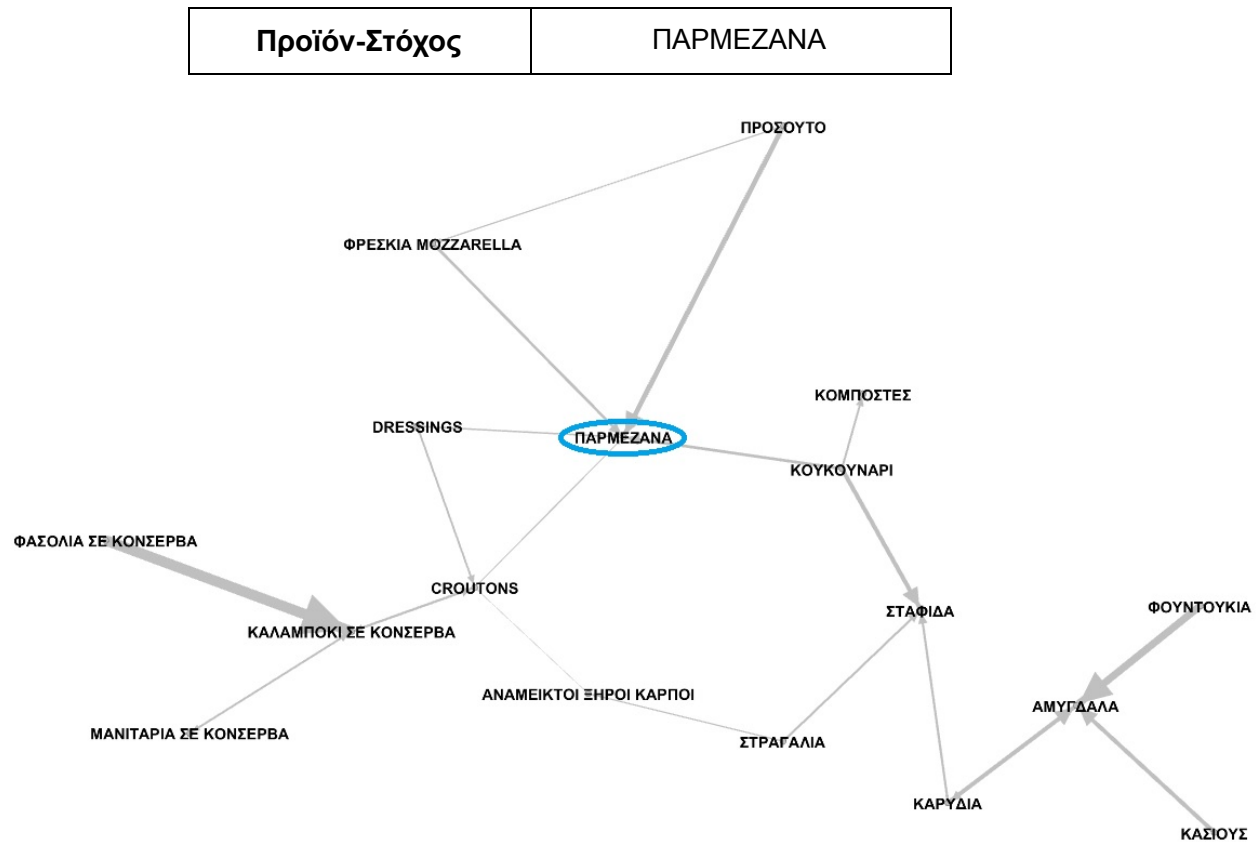 Προϊόν-Στόχος ΠΑΡΜΕΖΑΝΑ
ΠΡΟΣΟΥΤΟ
ΦΡΕΣΚΙΑ MOZZARELLA
ΚΟΜΠΟΣΤΕΣ
DRESSINGS
ΠΑΡΜΕΖΑΝΑ
ΚΟΥΚΟΥΝΑΡΙ
ΦΑΣΟΛΙΑ ΣΕ ΚΟΝΣΕΡΒΑ
CROUTONS
ΣΤΑΦΙΔΑ
ΦΟΥΝΤΟΥΚΙΑ
ΚΑΛΑΜΠΟΚΙ ΣΕ ΚΟΝΣΕΡΒΑ
ΑΝΑΜΕΙΚΤΟΙ ΞΗΡΟΙ ΚΑΡΠΟΙ
ΑΜΥΓΔΑΛΑ
ΜΑΝΙΤΑΡΙΑ ΣΕ ΚΟΝΣΕΡΒΑ
ΣΤΡΑΓΑΛΙΑ
ΚΑΡΥΔΙΑ
ΚΑΣΙΟΥΣ